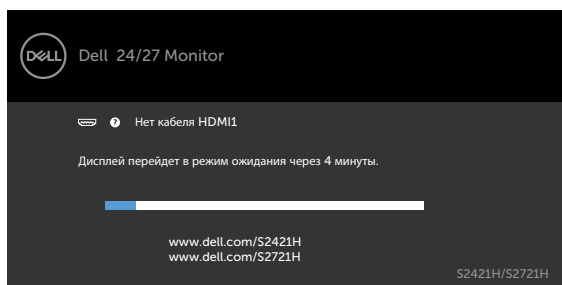 DELL
Dell 24/27 Monitor
? Нет кабеля HDMI1
Дисплей перейдет в режим ожидания через 4 минуты.
www.dell.com/S2421H
www.dell.com/S2721H
S2421H/S2721H